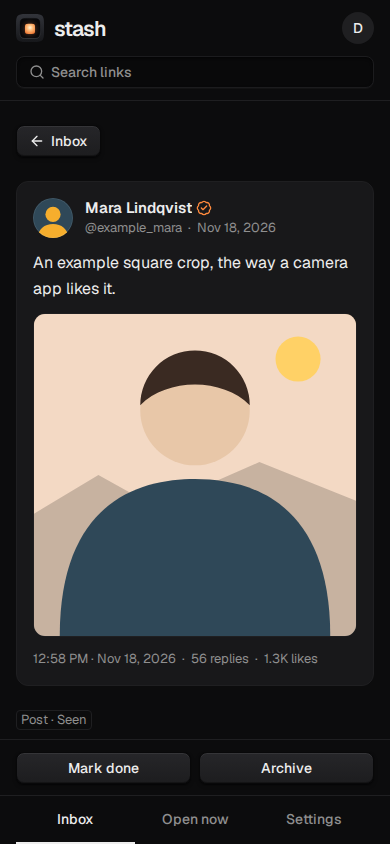 stash
D
Search links
Inbox
Mara Lindqvist
@example_mara · Nov 18, 2026
An example square crop, the way a camera
app likes it.
12:58 PM · Nov 18, 2026 · 56 replies · 1.3K likes
Post · Seen
Mark done
Archive
Inbox
Open now
Settings